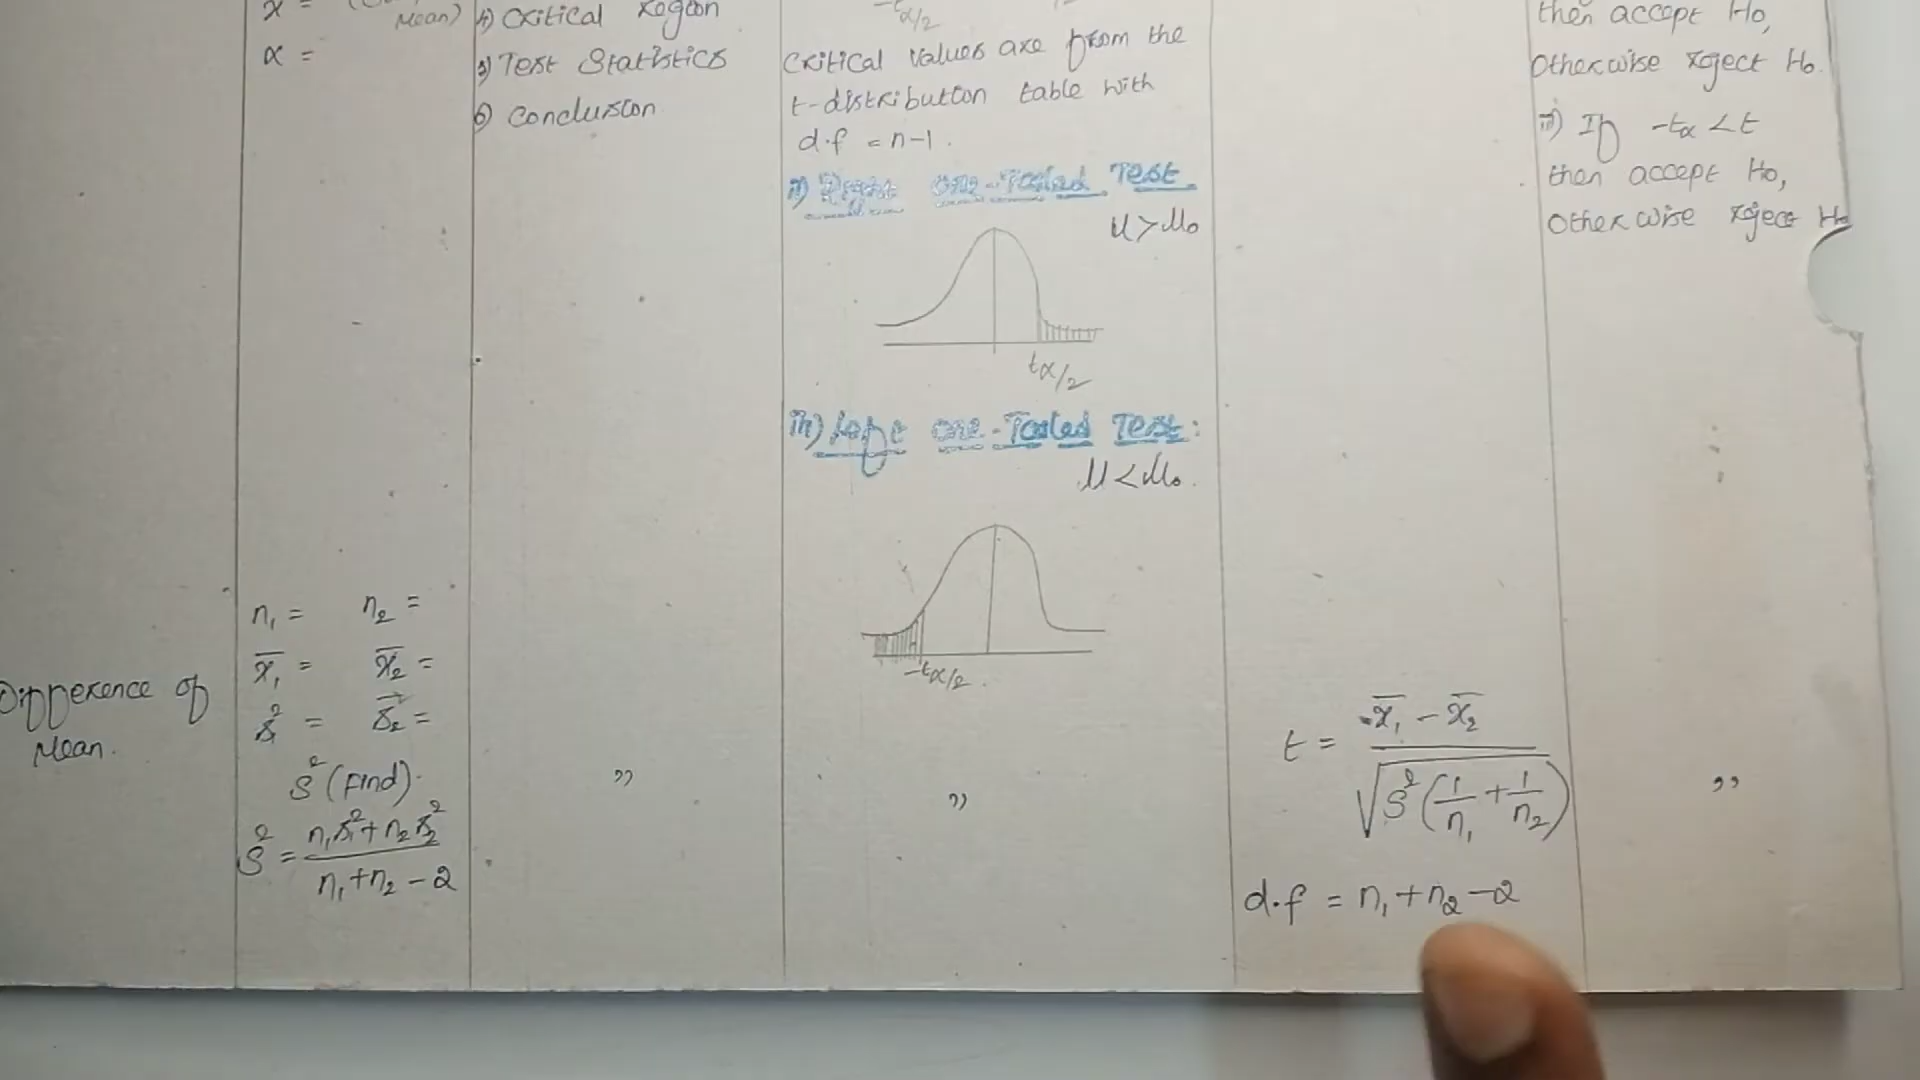 x̄ =
Mean)
α =
4) Critical region
5) Test Statistics
6) Conclusion
-tα/2
Critical Values are from the
t-distribution table with
d.f = n-1.
ii) Right one-Tailed Test
μ > μ₀
tα/2
iii) Left one-Tailed Test:
μ < μ₀.
-tα/2.
then accept H₀,
Otherwise reject H₀.
iii) If -tα < t
then accept H₀,
Otherwise reject H₀
Difference of
Mean.
n₁ = n₂ =
x̄₁ = x̄₂ =
s₁² = s₂² =
S² (Find).
S² = (n₁s₁² + n₂s₂²) / (n₁ + n₂ - 2)
"
"
t = (x̄₁ - x̄₂) / √(S² (1/n₁ + 1/n₂))
d.f = n₁ + n₂ - 2
"